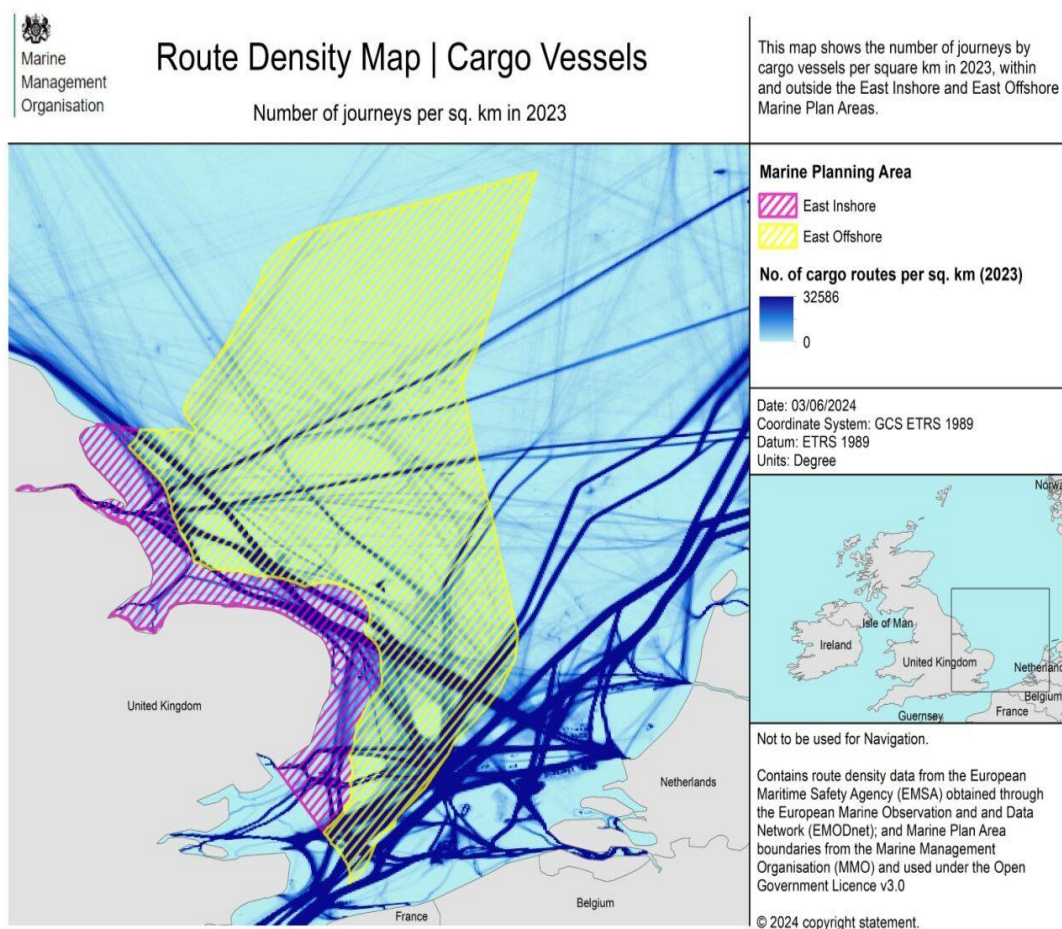 Marine
Management
Organisation
Route Density Map | Cargo Vessels
Number of journeys per sq. km in 2023
This map shows the number of journeys by
cargo vessels per square km in 2023, within
and outside the East Inshore and East Offshore
Marine Plan Areas.
Marine Planning Area
East Inshore
East Offshore
No. of cargo routes per sq. km (2023)
32586
0
Date: 03/06/2024
Coordinate System: GCS ETRS 1989
Datum: ETRS 1989
Units: Degree
Norwa
Isle of Man
Ireland
United Kingdom
Netherland
Belgium
Guernsey
France
United Kingdom
Netherlands
Belgium
France
Not to be used for Navigation.
Contains route density data from the European
Maritime Safety Agency (EMSA) obtained through
the European Marine Observation and and Data
Network (EMODnet); and Marine Plan Area
boundaries from the Marine Management
Organisation (MMO) and used under the Open
Government Licence v3.0
© 2024 copyright statement.